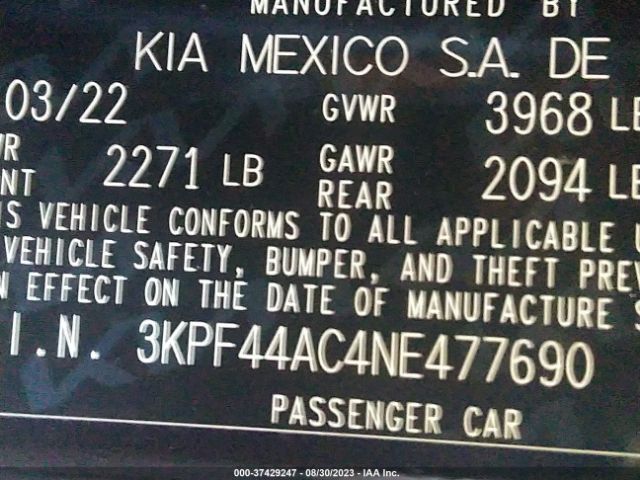 MANUFACTURED BY
KIA MEXICO S.A. DE
03/22 GVWR 3968 LB
2271 LB GAWR REAR 2094 LB
VEHICLE CONFORMS TO ALL APPLICABLE
VEHICLE SAFETY, BUMPER, AND THEFT
EFFECT ON THE DATE OF MANUFACTURE
I.N. 3KPF44AC4NE477690
PASSENGER CAR
000-37429247 - 08/30/2023 - IAA Inc.